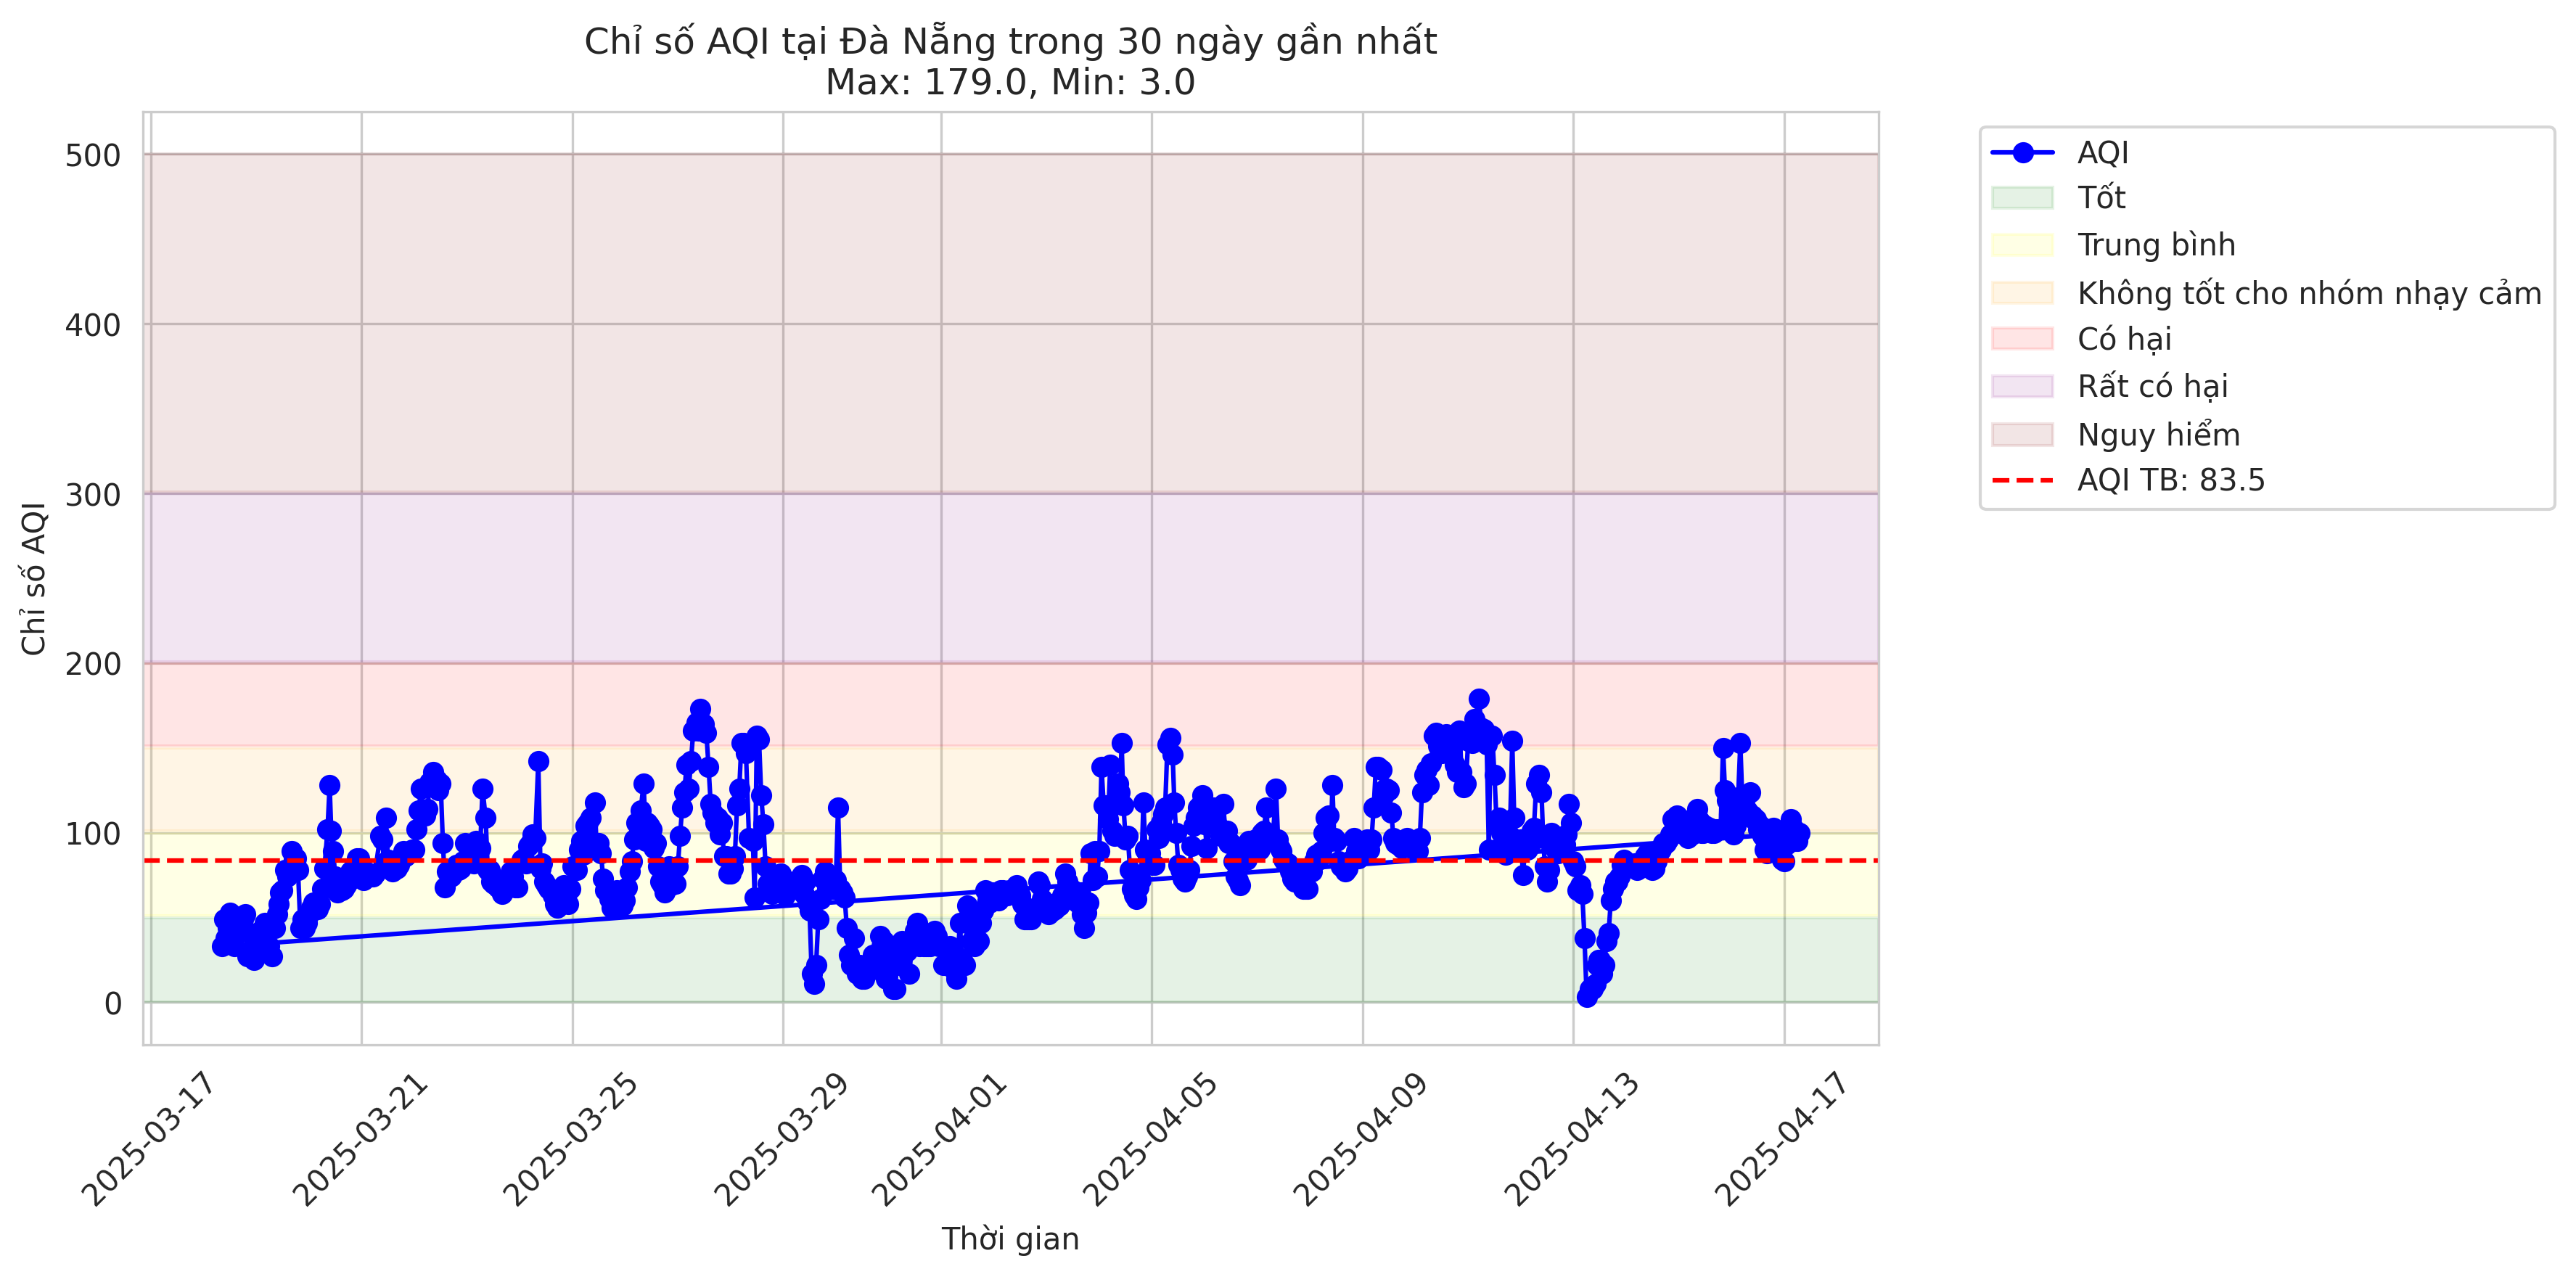 Chỉ số AQI tại Đà Nẵng trong 30 ngày gần nhất
Max: 179.0, Min: 3.0
Chỉ số AQI
500
400
300
200
100
0
2025-03-17
2025-03-21
2025-03-25
2025-03-29
2025-04-01
2025-04-05
2025-04-09
2025-04-13
2025-04-17
Thời gian
AQI
Tốt
Trung bình
Không tốt cho nhóm nhạy cảm
Có hại
Rất có hại
Nguy hiểm
AQI TB: 83.5